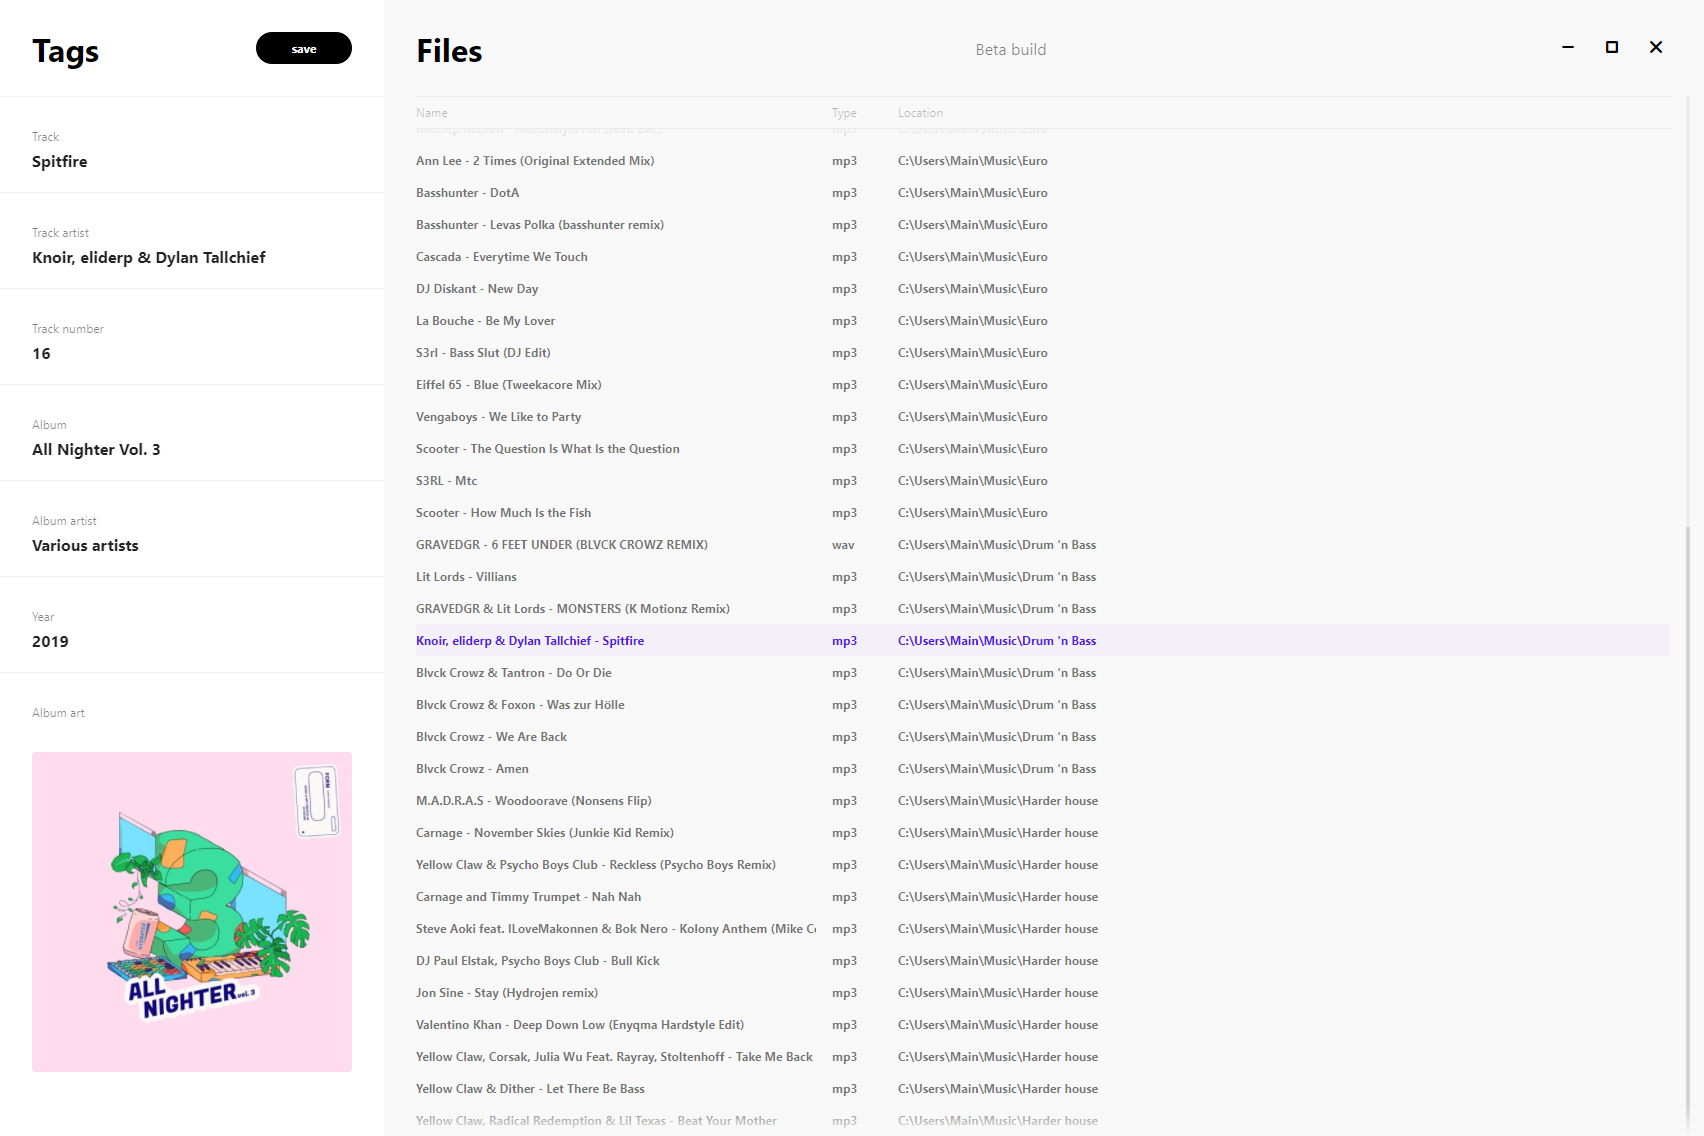 Tags
save
Files
Beta build
Track
Spitfire
Track artist
Knoir, eliderp & Dylan Tallchief
Track number
16
Album
All Nighter Vol. 3
Album artist
Various artists
Year
2019
Album art
FORM
ALL
NIGHTER vol. 3
Name Type Location
mp3 C:\Users\Main\Music\Euro
Ann Lee - 2 Times (Original Extended Mix) mp3 C:\Users\Main\Music\Euro
Basshunter - DotA mp3 C:\Users\Main\Music\Euro
Basshunter - Levas Polka (basshunter remix) mp3 C:\Users\Main\Music\Euro
Cascada - Everytime We Touch mp3 C:\Users\Main\Music\Euro
DJ Diskant - New Day mp3 C:\Users\Main\Music\Euro
La Bouche - Be My Lover mp3 C:\Users\Main\Music\Euro
S3rl - Bass Slut (DJ Edit) mp3 C:\Users\Main\Music\Euro
Eiffel 65 - Blue (Tweekacore Mix) mp3 C:\Users\Main\Music\Euro
Vengaboys - We Like to Party mp3 C:\Users\Main\Music\Euro
Scooter - The Question Is What Is the Question mp3 C:\Users\Main\Music\Euro
S3RL - Mtc mp3 C:\Users\Main\Music\Euro
Scooter - How Much Is the Fish mp3 C:\Users\Main\Music\Euro
GRAVEDGR - 6 FEET UNDER (BLVCK CROWZ REMIX) wav C:\Users\Main\Music\Drum 'n Bass
Lit Lords - Villians mp3 C:\Users\Main\Music\Drum 'n Bass
GRAVEDGR & Lit Lords - MONSTERS (K Motionz Remix) mp3 C:\Users\Main\Music\Drum 'n Bass
Knoir, eliderp & Dylan Tallchief - Spitfire mp3 C:\Users\Main\Music\Drum 'n Bass
Blvck Crowz & Tantron - Do Or Die mp3 C:\Users\Main\Music\Drum 'n Bass
Blvck Crowz & Foxon - Was zur Hölle mp3 C:\Users\Main\Music\Drum 'n Bass
Blvck Crowz - We Are Back mp3 C:\Users\Main\Music\Drum 'n Bass
Blvck Crowz - Amen mp3 C:\Users\Main\Music\Drum 'n Bass
M.A.D.R.A.S - Woodoorave (Nonsens Flip) mp3 C:\Users\Main\Music\Harder house
Carnage - November Skies (Junkie Kid Remix) mp3 C:\Users\Main\Music\Harder house
Yellow Claw & Psycho Boys Club - Reckless (Psycho Boys Remix) mp3 C:\Users\Main\Music\Harder house
Carnage and Timmy Trumpet - Nah Nah mp3 C:\Users\Main\Music\Harder house
Steve Aoki feat. ILoveMakonnen & Bok Nero - Kolony Anthem (Mike mp3 C:\Users\Main\Music\Harder house
DJ Paul Elstak, Psycho Boys Club - Bull Kick mp3 C:\Users\Main\Music\Harder house
Jon Sine - Stay (Hydrojen remix) mp3 C:\Users\Main\Music\Harder house
Valentino Khan - Deep Down Low (Enyqma Hardstyle Edit) mp3 C:\Users\Main\Music\Harder house
Yellow Claw, Corsak, Julia Wu Feat. Rayray, Stoltenhoff - Take Me Back mp3 C:\Users\Main\Music\Harder house
Yellow Claw & Dither - Let There Be Bass mp3 C:\Users\Main\Music\Harder house
Yellow Claw, Radical Redemption & Lil Texas - Beat Your Mother mp3 C:\Users\Main\Music\Harder house